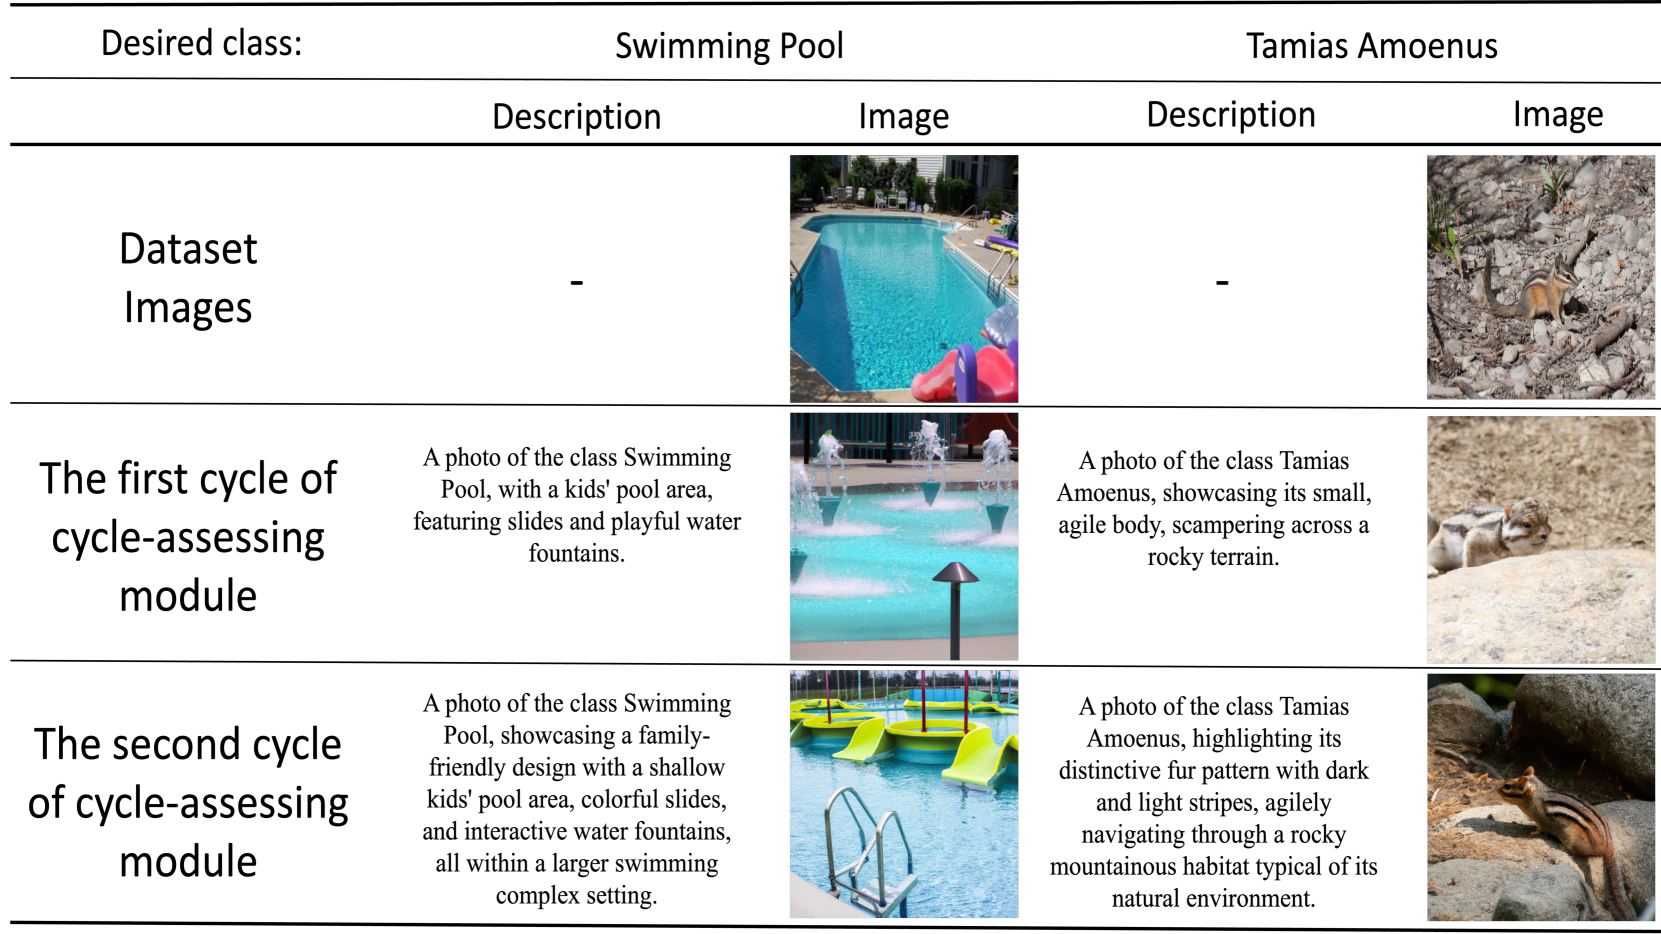 Desired class:
Swimming Pool
Tamias Amoenus
Description
Image
Description
Image
Dataset
Images
-
-
The first cycle of
cycle-assessing
module
A photo of the class Swimming
Pool, with a kids' pool area,
featuring slides and playful water
fountains.
A photo of the class Tamias
Amoenus, showcasing its small,
agile body, scampering across a
rocky terrain.
The second cycle
of cycle-assessing
module
A photo of the class Swimming
Pool, showcasing a family-
friendly design with a shallow
kids' pool area, colorful slides,
and interactive water fountains,
all within a larger swimming
complex setting.
A photo of the class Tamias
Amoenus, highlighting its
distinctive fur pattern with dark
and light stripes, agilely
navigating through a rocky
mountainous habitat typical of its
natural environment.